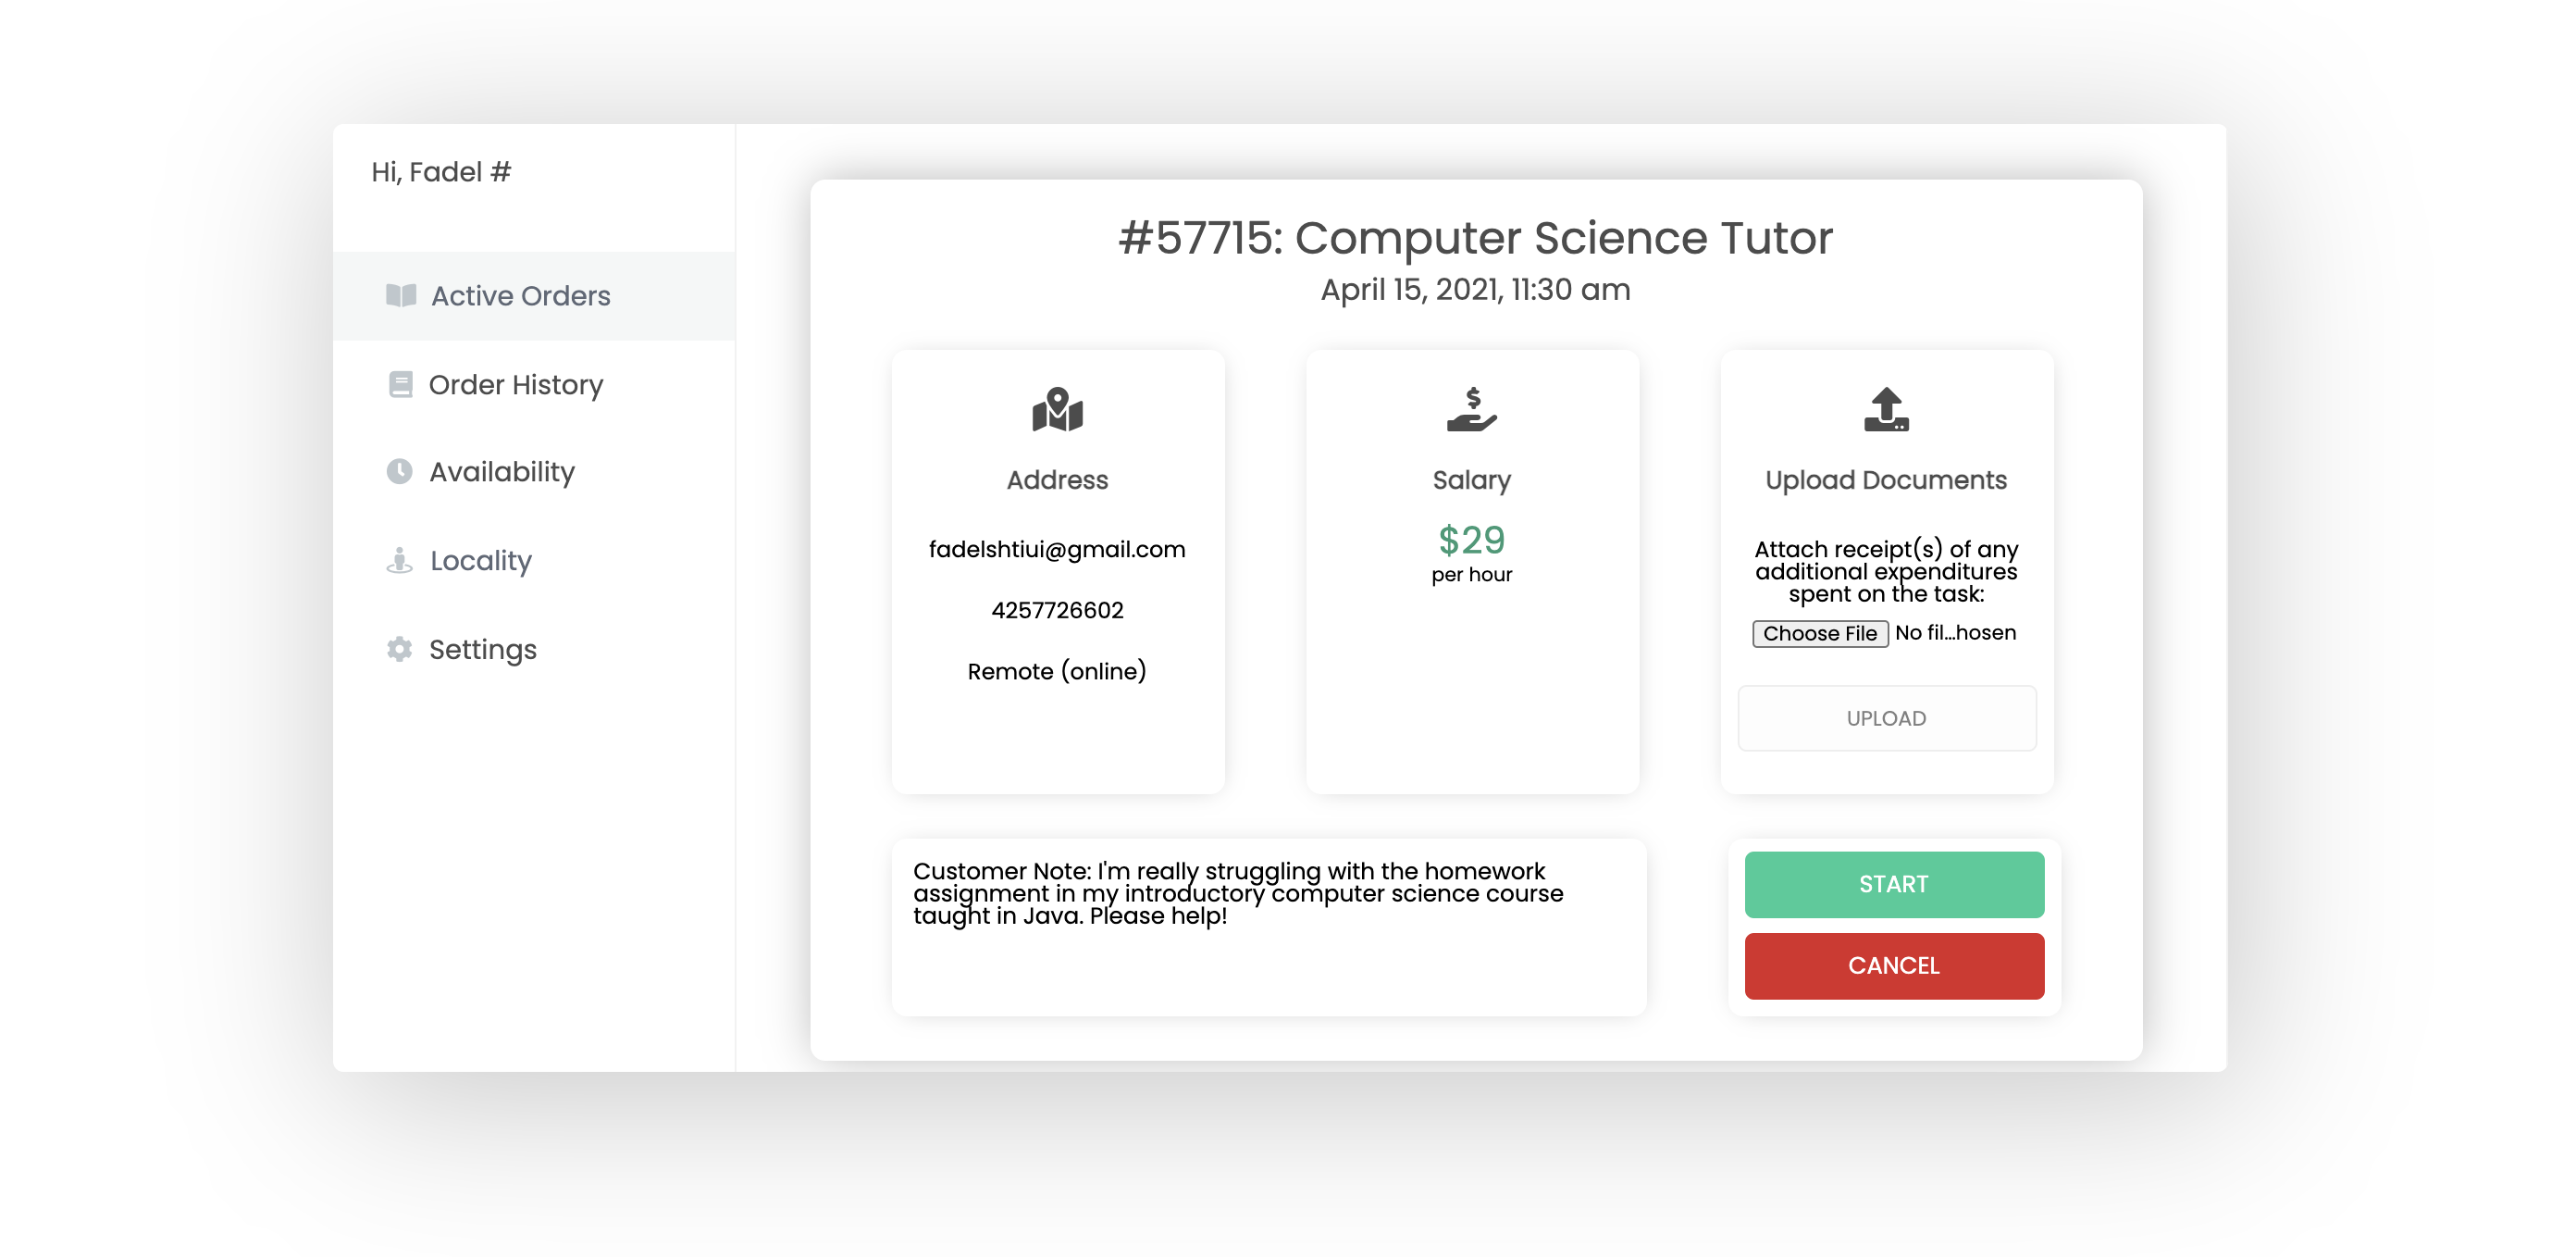 Hi, Fadel #
Active Orders
Order History
Availability
Locality
Settings
#57715: Computer Science Tutor
April 15, 2021, 11:30 am
Address
fadelshtiui@gmail.com
4257726602
Remote (online)
Salary
$29
per hour
Upload Documents
Attach receipt(s) of any
additional expenditures
spent on the task:
Choose File No fil...hosen
UPLOAD
Customer Note: I'm really struggling with the homework
assignment in my introductory computer science course
taught in Java. Please help!
START
CANCEL